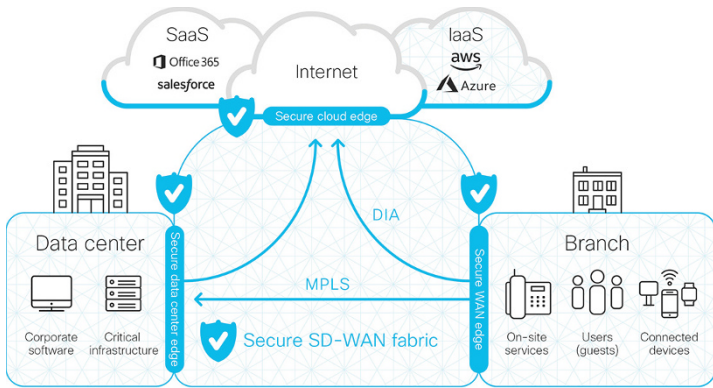 SaaS
Office 365
salesforce
Internet
IaaS
aws
Azure
Secure cloud edge
Data center
Corporate
software
Critical
infrastructure
Secure data center edge
DIA
MPLS
Secure SD-WAN fabric
Secure WAN edge
Branch
On-site
services
Users
(guests)
Connected
devices